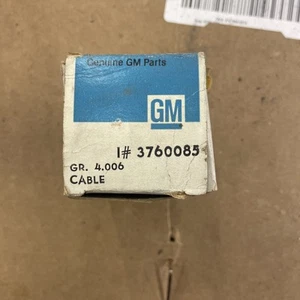 Genuine GM Parts
GM
1# 3760085
GR. 4.006
CABLE